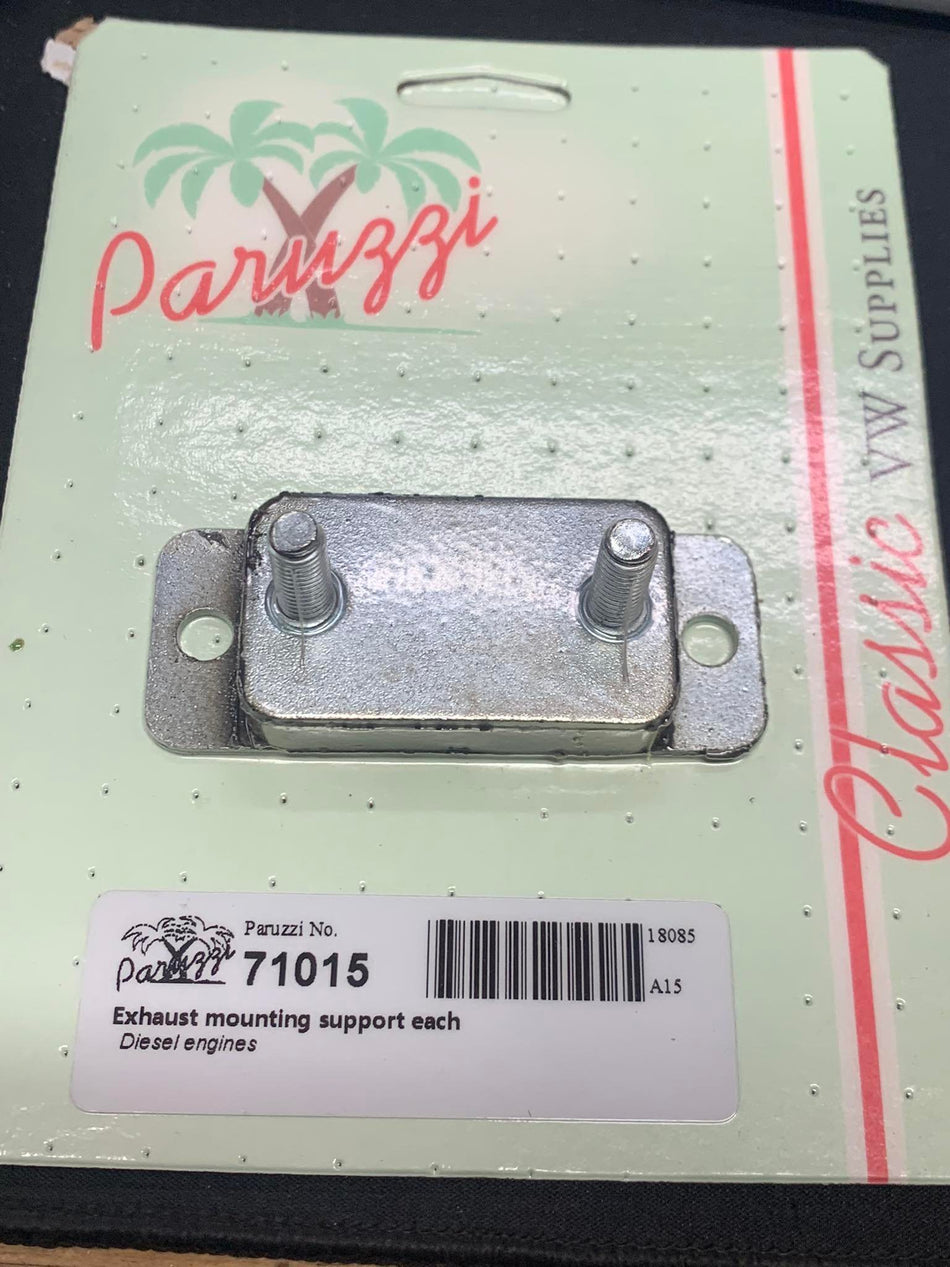 Paruzzi
Classic VW SUPPLIES
Paruzzi
Paruzzi No.
71015
18085
A15
Exhaust mounting support each
Diesel engines